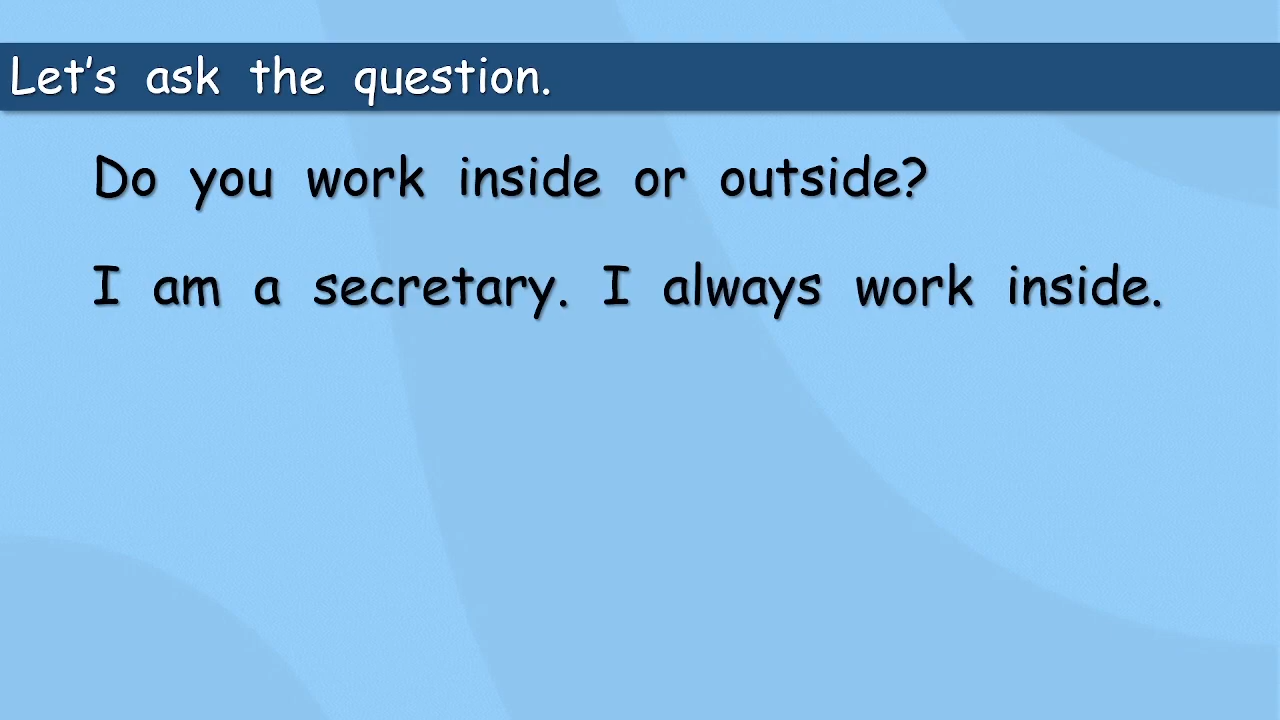 Let's ask the question.
Do you work inside or outside?
I am a secretary. I always work inside.